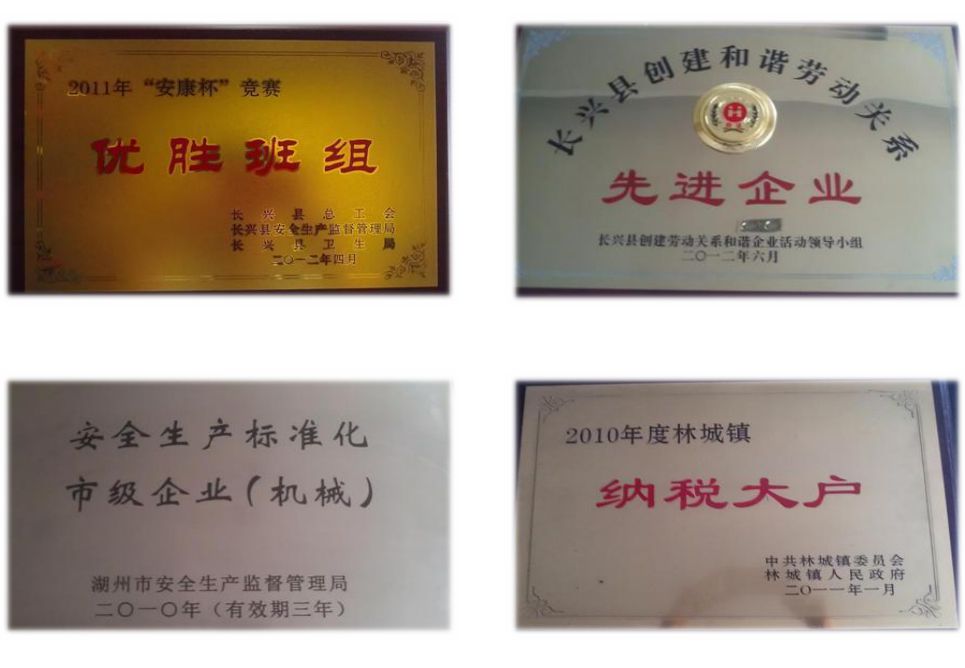 2011年“安康杯”竞赛
优胜班组
长兴县总工会
长兴县安全生产监督管理局
长兴县卫生局
二〇一二年四月
长兴县创建和谐劳动关系
先进企业
长兴县创建劳动关系和谐企业活动领导小组
二〇一二年六月
安全生产标准化
市级企业(机械)
湖州市安全生产监督管理局
二〇一〇年(有效期三年)
2010年度林城镇
纳税大户
中共林城镇委员会
林城镇人民政府
二〇一一年一月